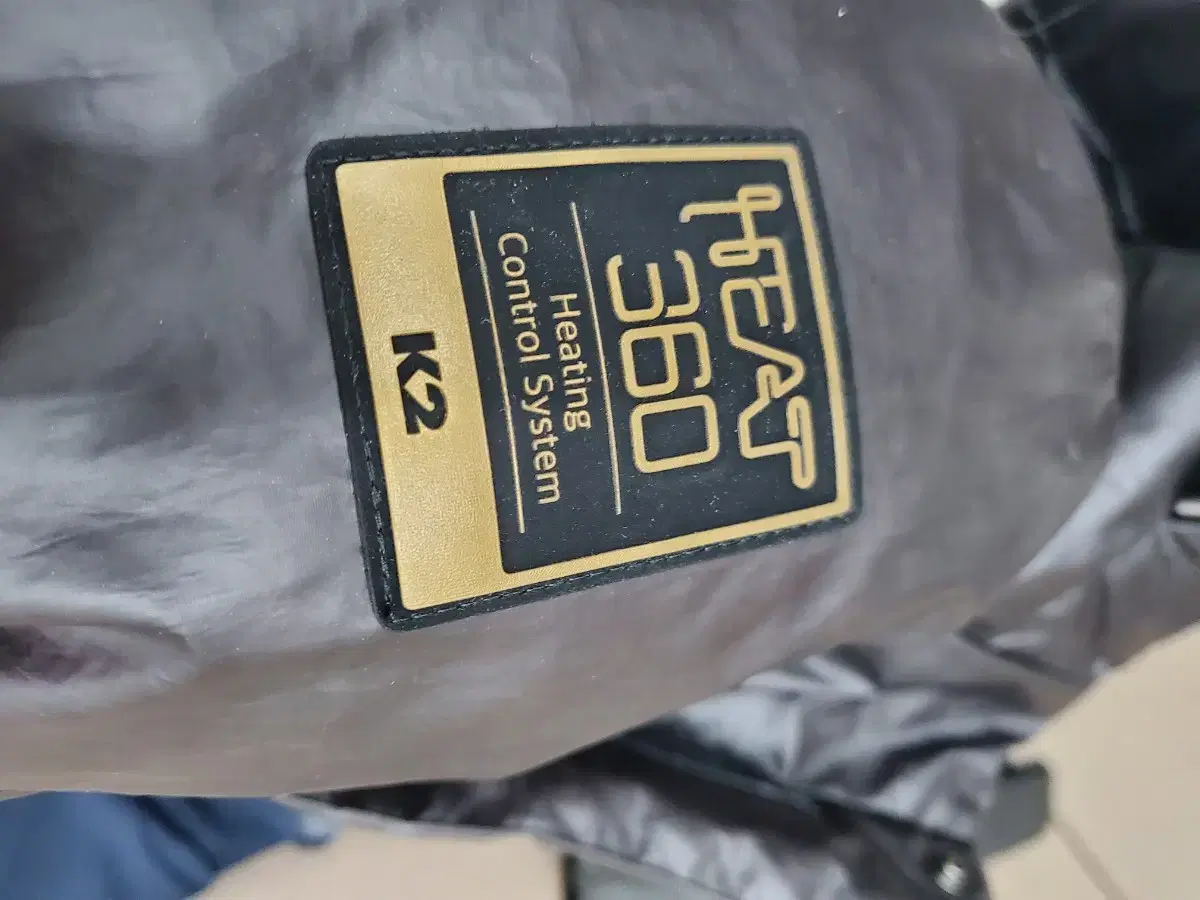 HEAT
360
Heating
Control System
K2